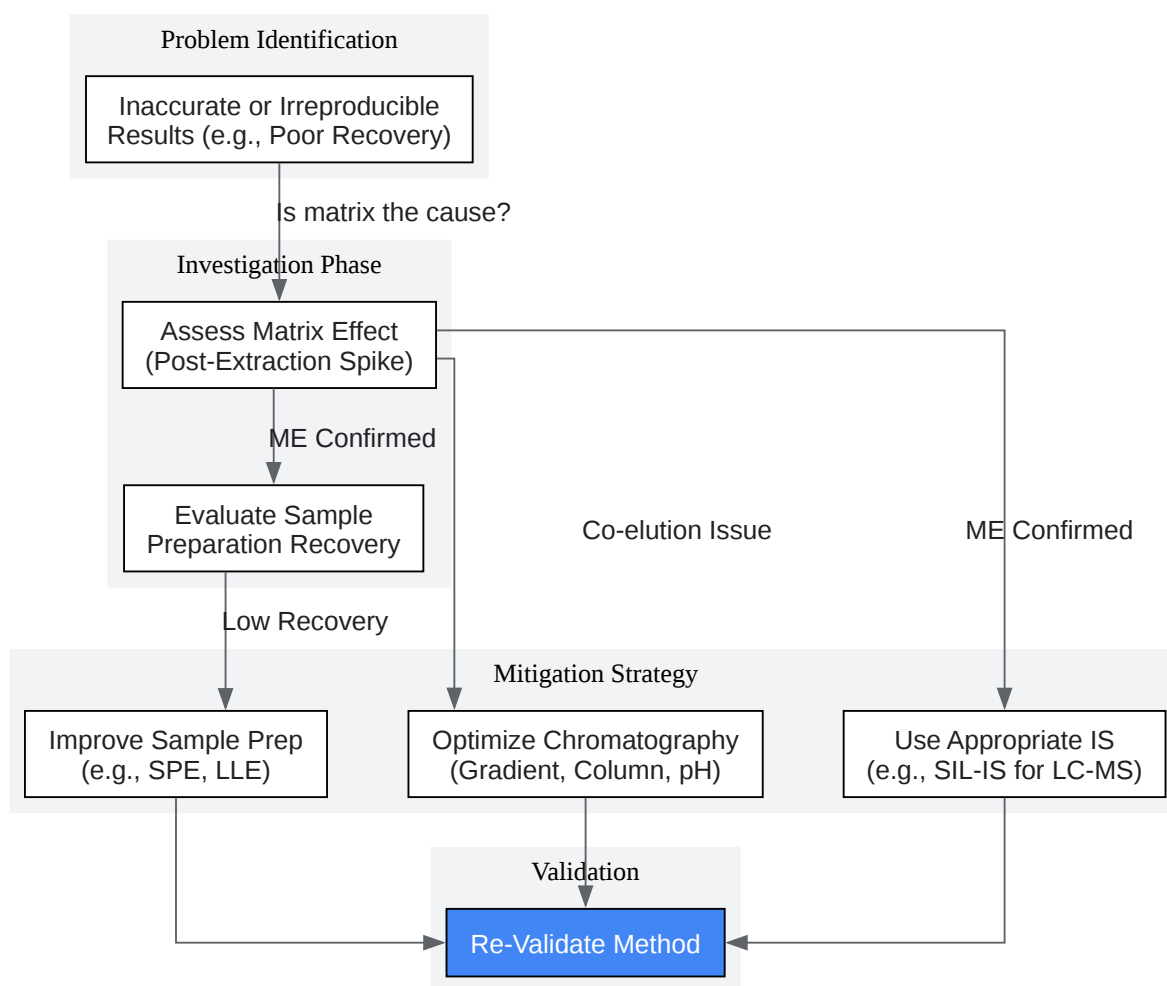 Problem Identification
Inaccurate or Irreproducible
Results (e.g., Poor Recovery)
Is matrix the cause?
Investigation Phase
Assess Matrix Effect
(Post-Extraction Spike)
ME Confirmed
Evaluate Sample
Preparation Recovery
Co-elution Issue
ME Confirmed
Low Recovery
Mitigation Strategy
Improve Sample Prep
(e.g., SPE, LLE)
Optimize Chromatography
(Gradient, Column, pH)
Use Appropriate IS
(e.g., SIL-IS for LC-MS)
Validation
Re-Validate Method